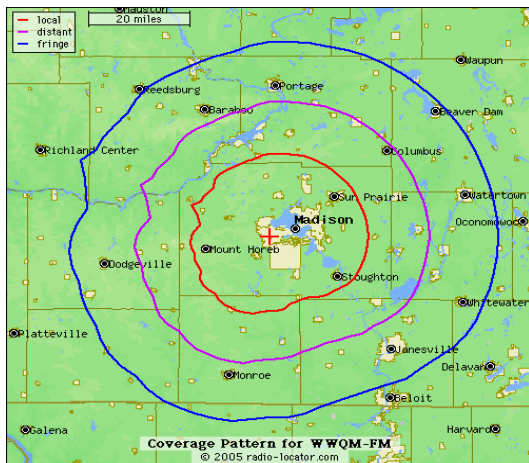 Mauston
local
distant
fringe
20 miles
Waupun
Reedsburg
Portage
Baraboo
Beaver Dam
Richland Center
Columbus
Sun Prairie
Watertown
Madison
Oconomowoc
Mount Horeb
Dodgeville
Stoughton
Whitewater
Platteville
Janesville
Monroe
Delavan
Beloit
Galena
Harvard
Coverage Pattern for WWQM-FM
© 2005 radio-locator.com